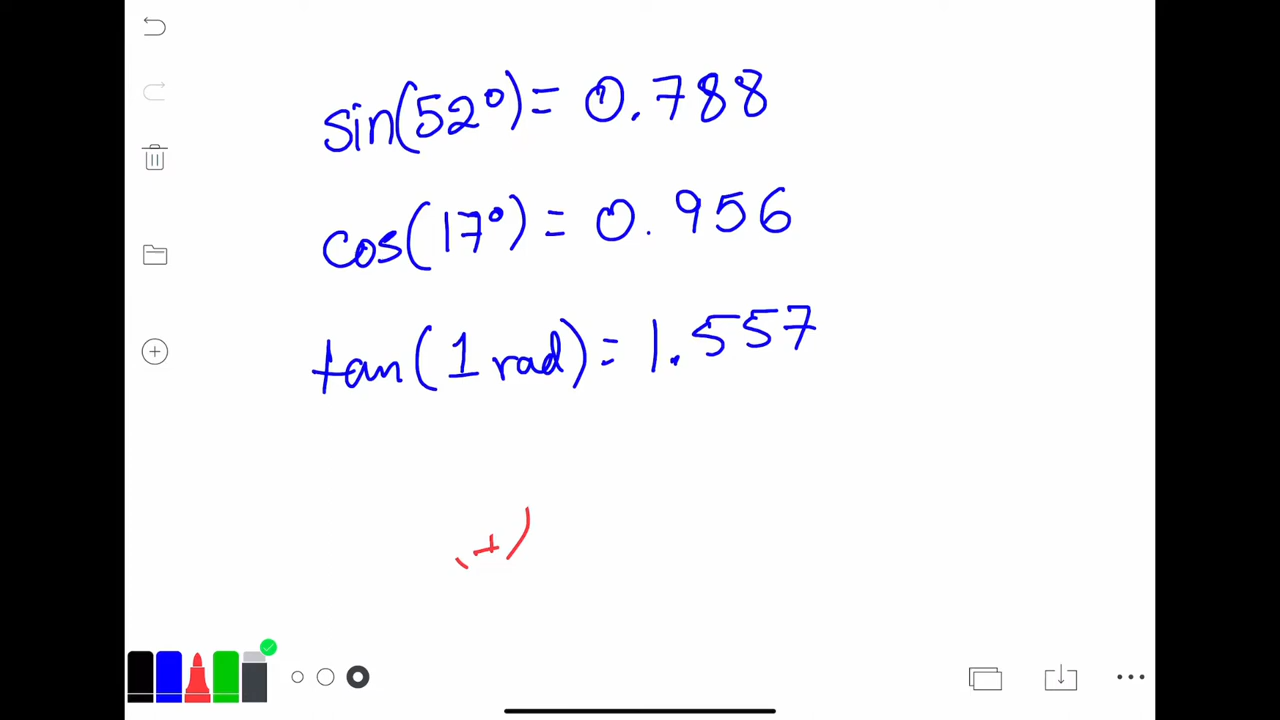 sin(52°) = 0.788
cos(17°) = 0.956
tan(1 rad) = 1.557